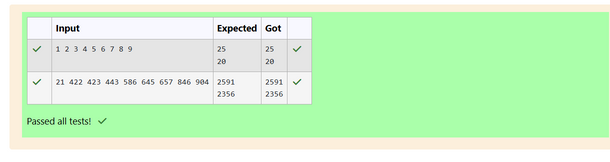 Input Expected Got
1 2 3 4 5 6 7 8 9 25 25
20 20
21 422 423 443 586 645 657 846 904 2591 2591
2356 2356
Passed all tests!